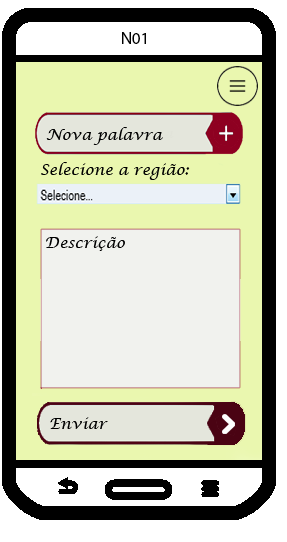 N01
Nova palavra
Selecione a região:
Selecione...
Descrição
Enviar